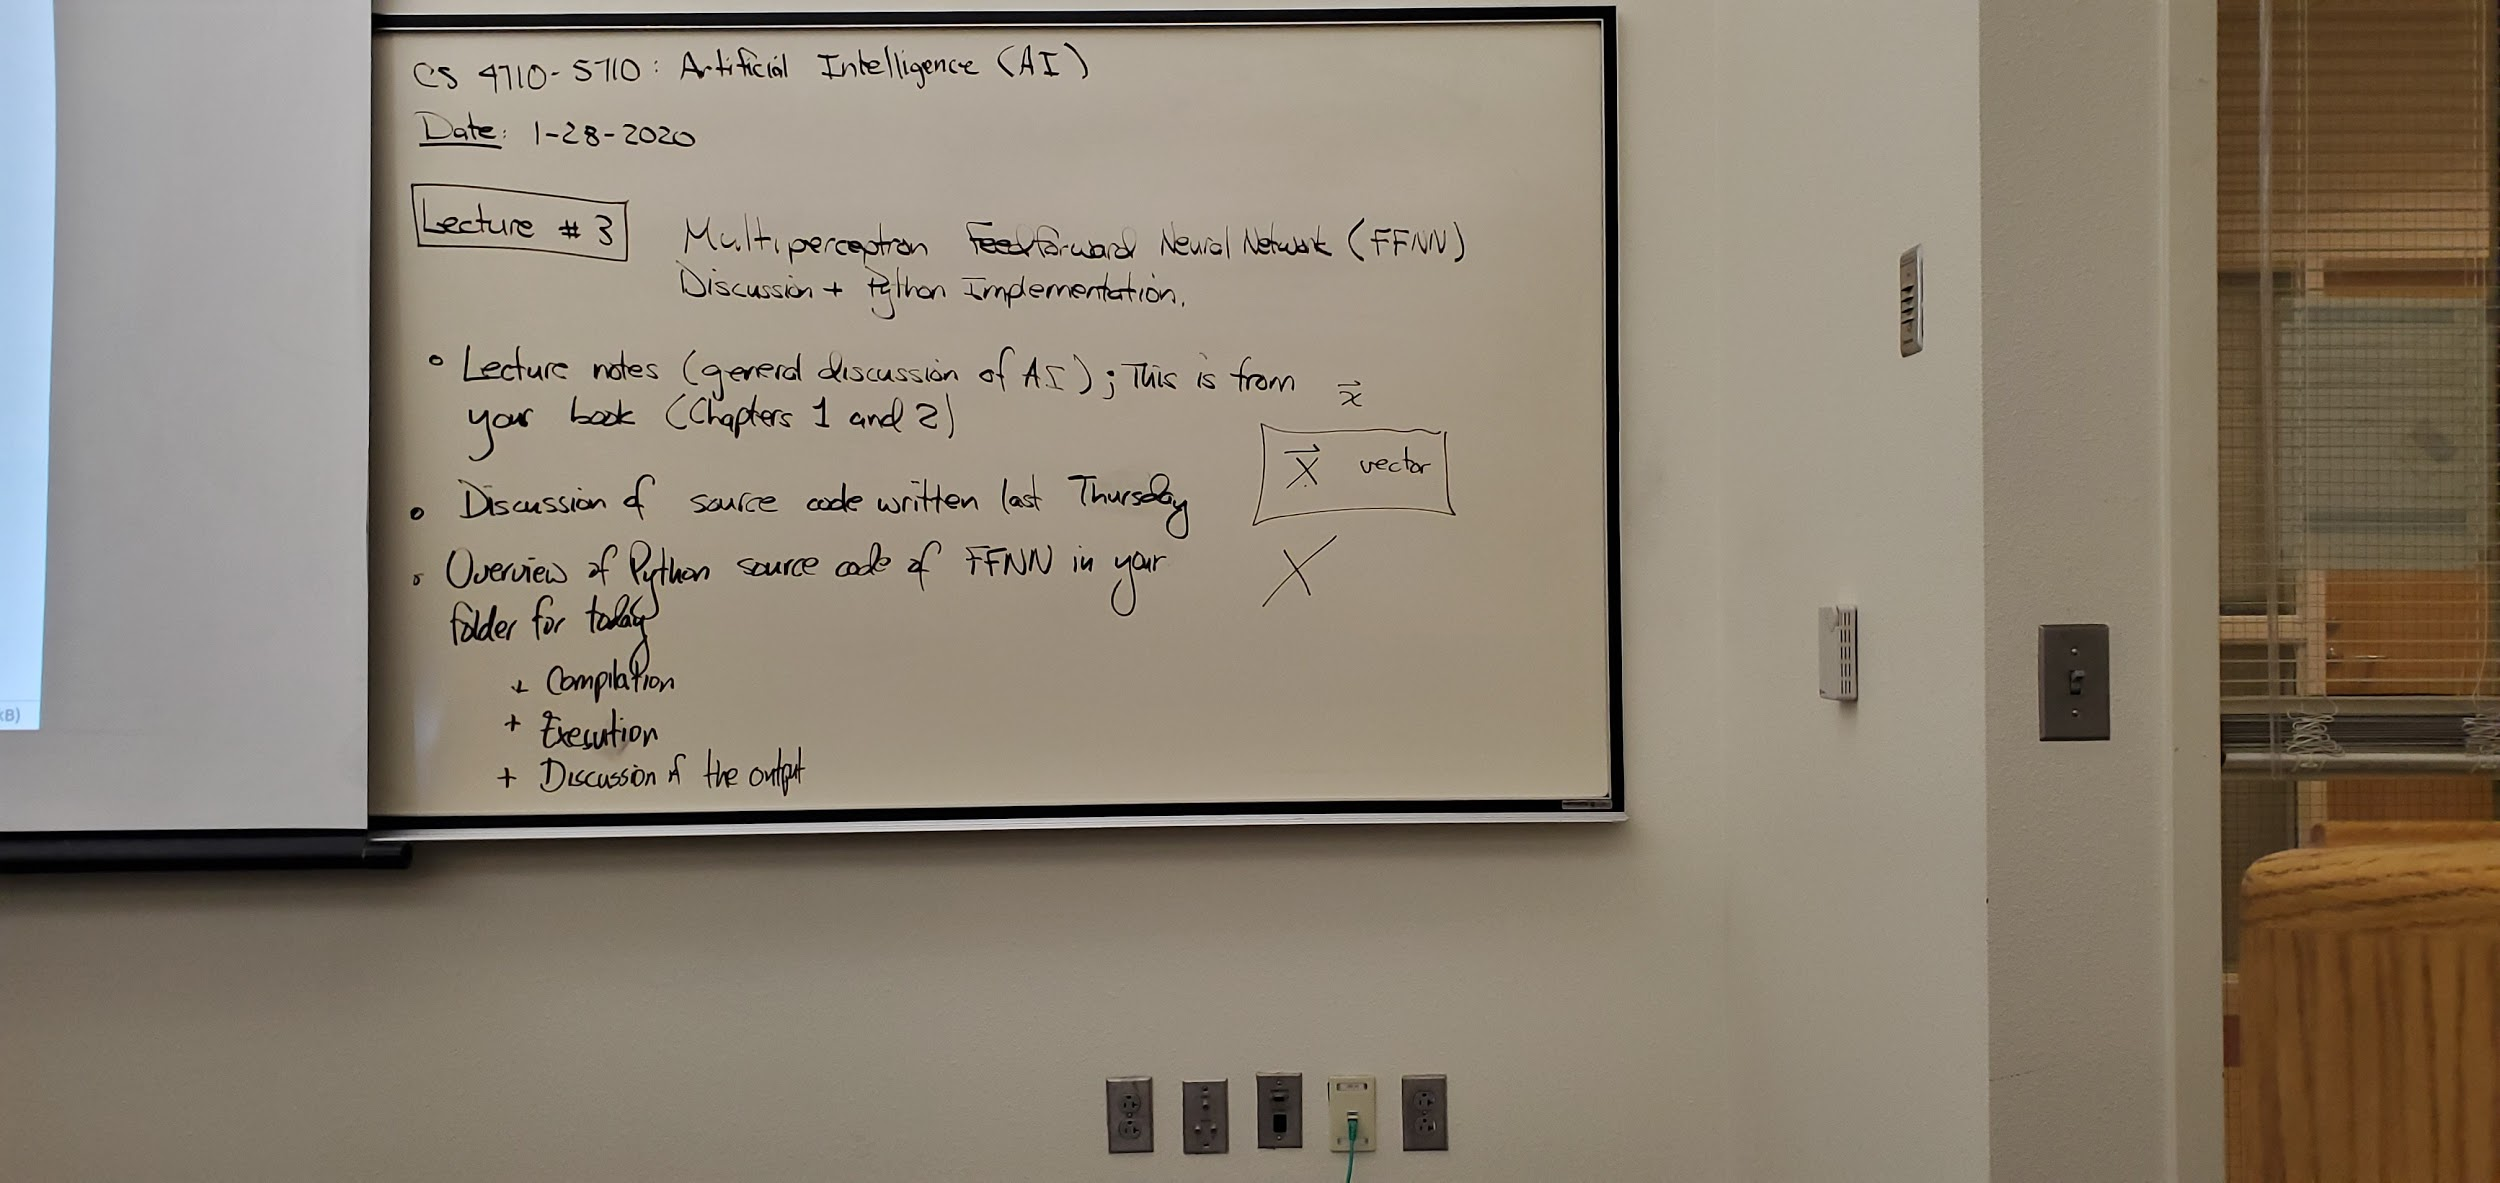 CS 4710-5710: Artificial Intelligence (AI)
Date: 1-28-2020
Lecture # 3
Multiperceptron Feedforward Neural Network (FFNN)
Discussion + Python Implementation.
° Lecture notes (general discussion of AI); This is from
your book (Chapters 1 and 2)
x⃗
X⃗ vector
° Discussion of source code written last Thursday
° Overview of Python source code of FFNN in your
folder for today
X
+ Compilation
+ Execution
+ Discussion of the output
kB)